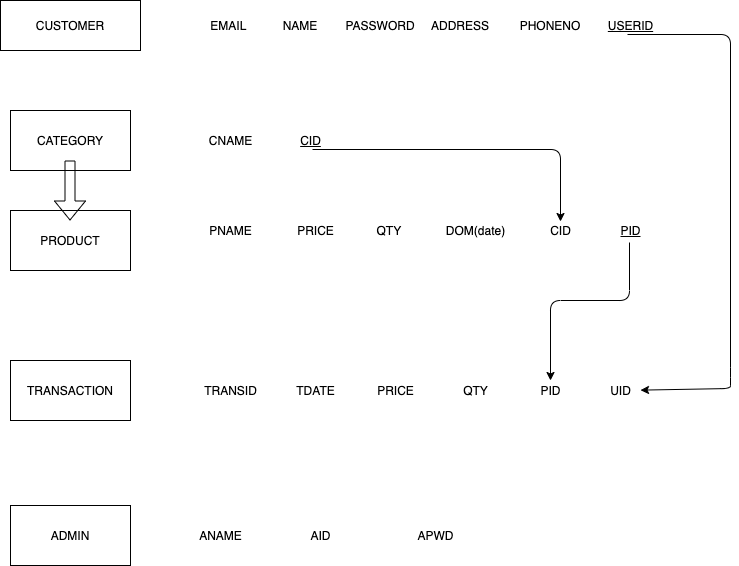 CUSTOMER EMAIL NAME PASSWORD ADDRESS PHONENO USERID
CATEGORY CNAME CID
PRODUCT PNAME PRICE QTY DOM(date) CID PID
TRANSACTION TRANSID TDATE PRICE QTY PID UID
ADMIN ANAME AID APWD